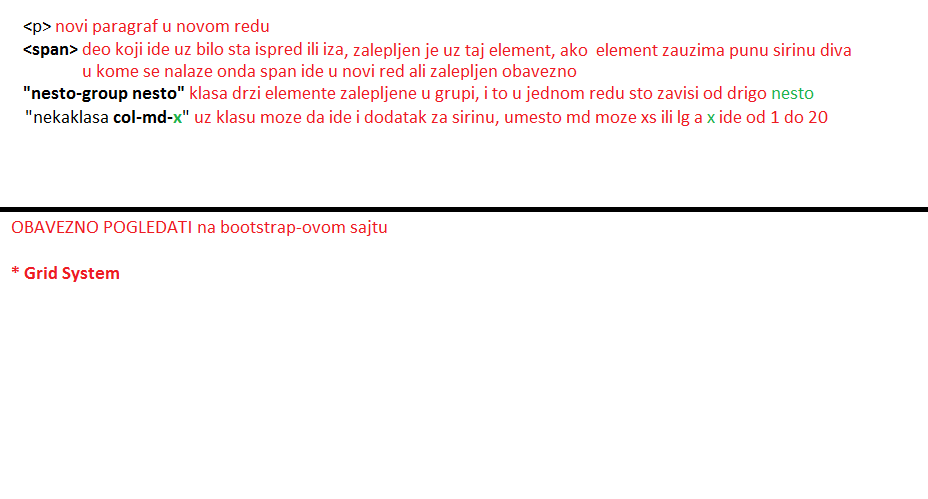 <p> novi paragraf u novom redu
<span> deo koji ide uz bilo sta ispred ili iza, zalepljen je uz taj element, ako element zauzima punu sirinu diva
u kome se nalaze onda span ide u novi red ali zalepljen obavezno
"nesto-group nesto" klasa drzi elemente zalepljene u grupi, i to u jednom redu sto zavisi od drigo nesto
"nekaklasa col-md-x" uz klasu moze da ide i dodatak za sirinu, umesto md moze xs ili lg a x ide od 1 do 20
OBAVEZNO POGLEDATI na bootstrap-ovom sajtu
* Grid System